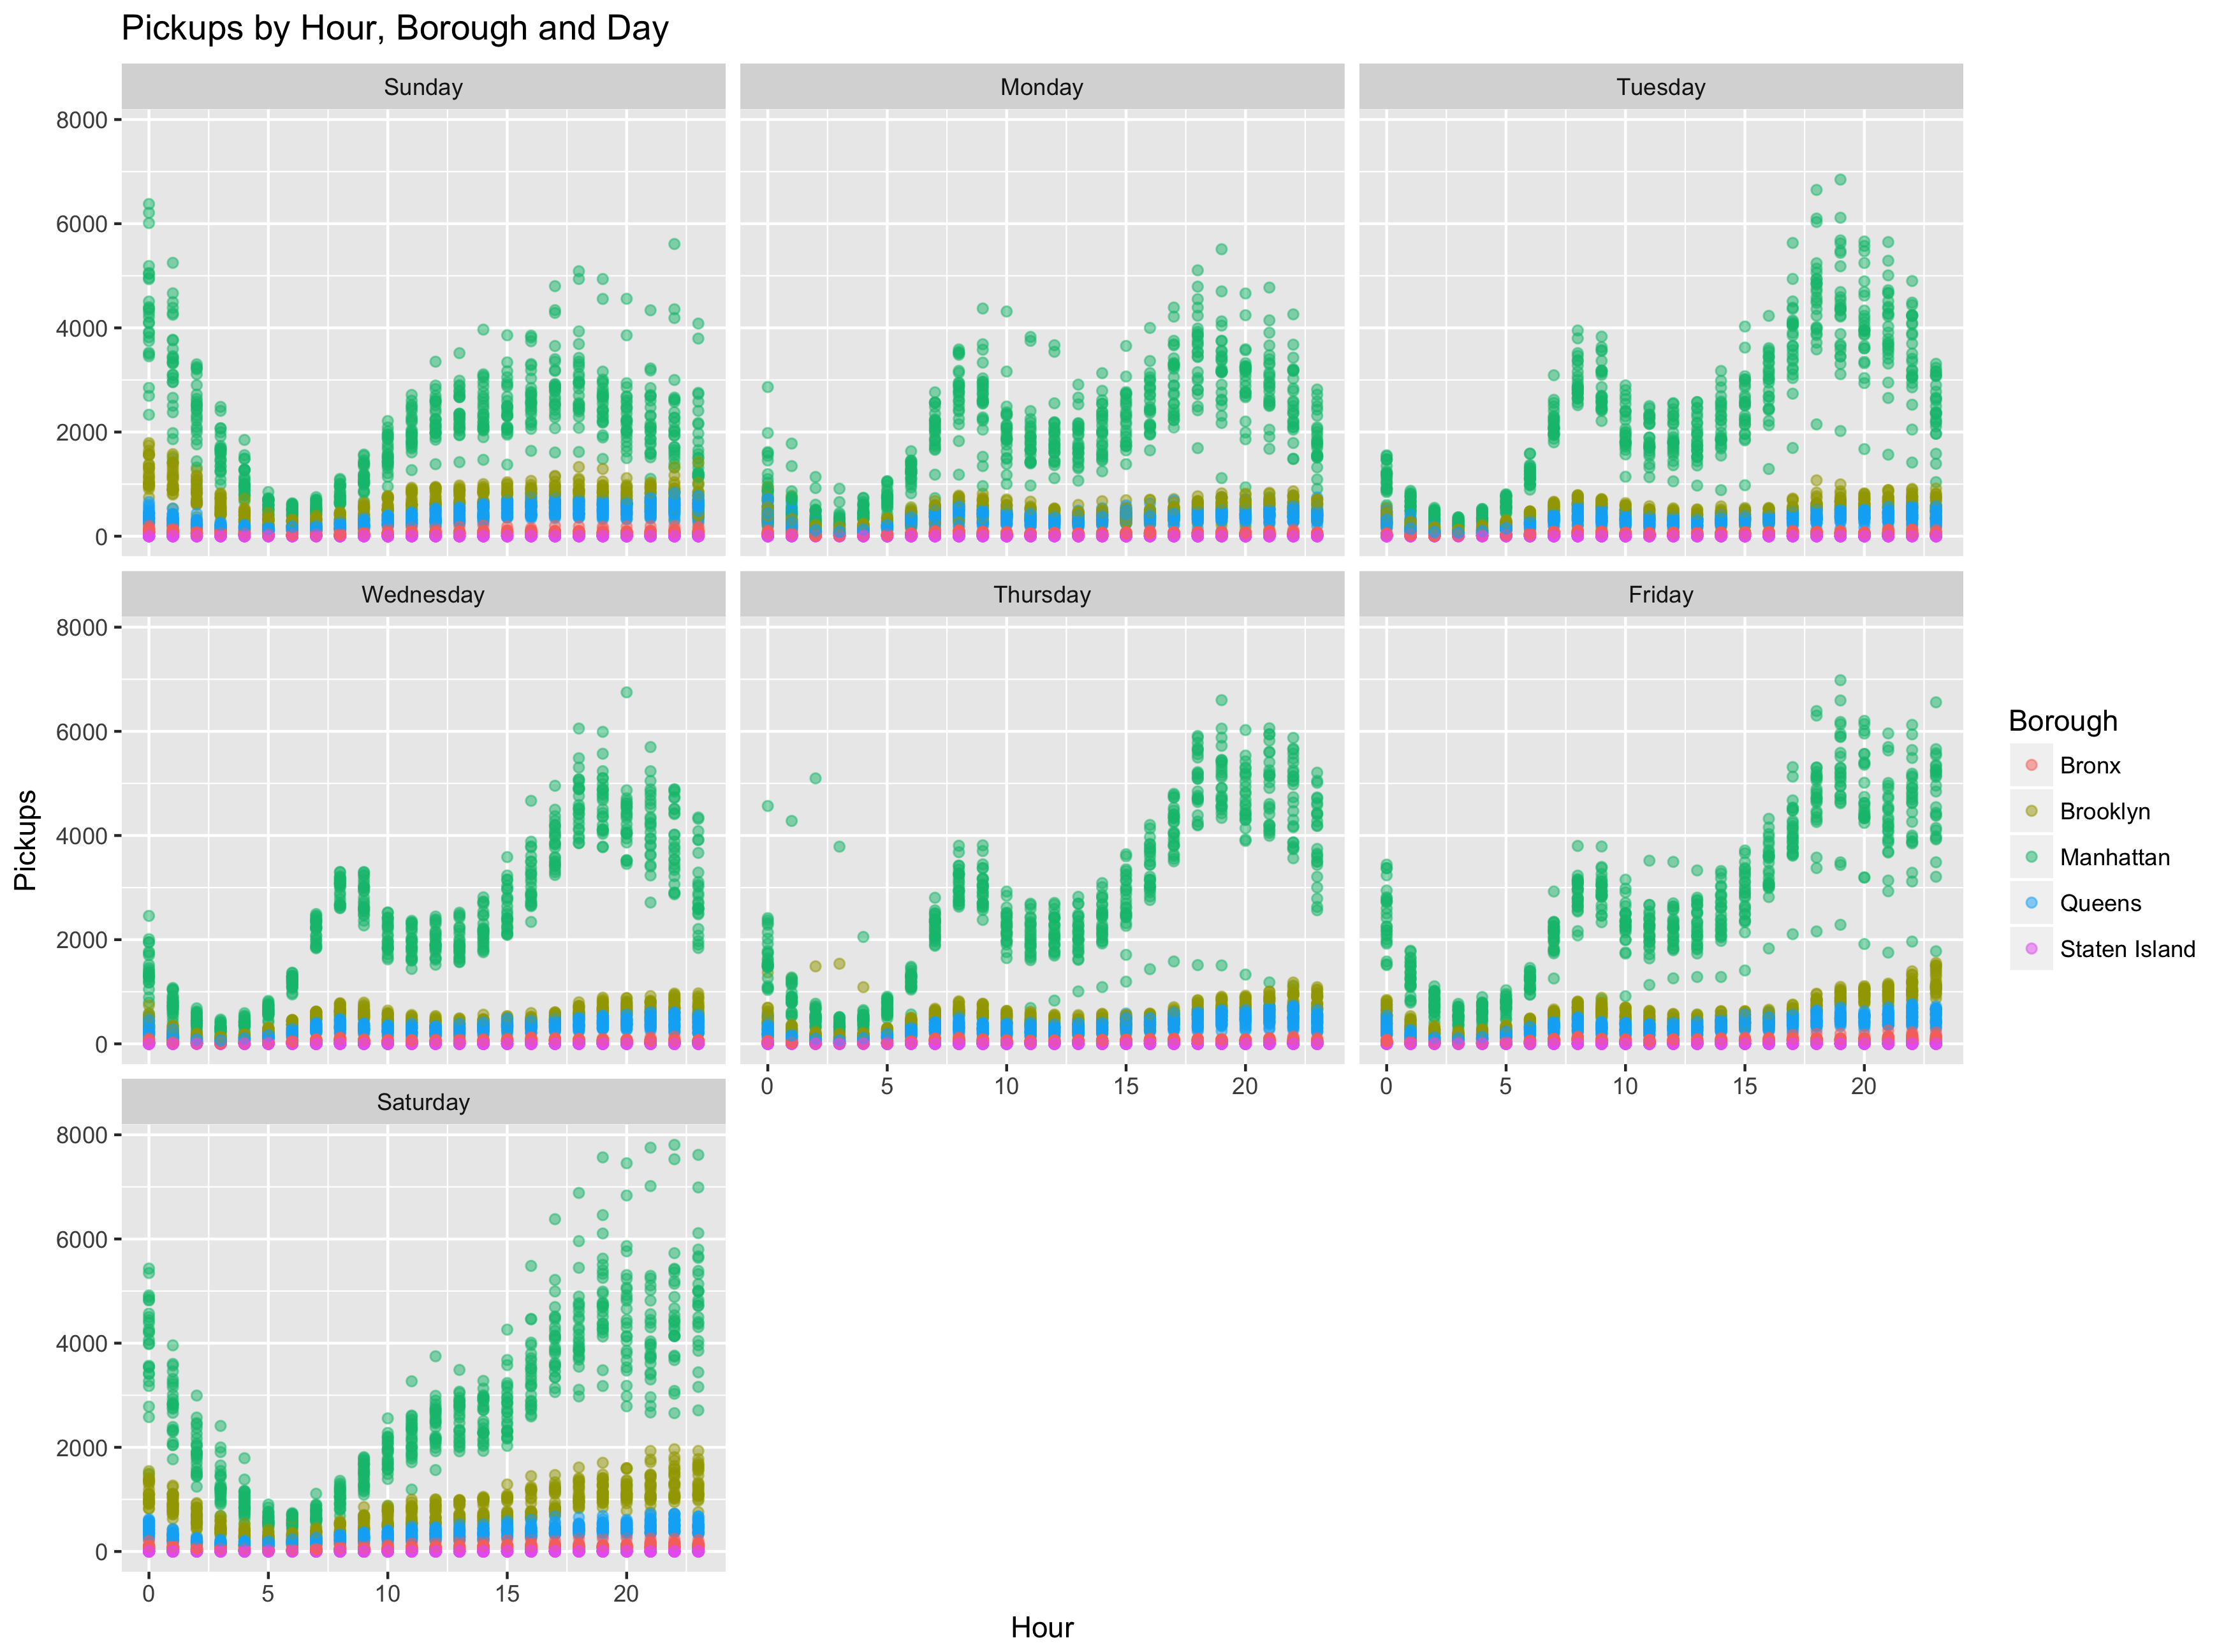 Pickups by Hour, Borough and Day
Sunday
Monday
Tuesday
8000
6000
4000
2000
0
Wednesday
Thursday
Friday
8000
6000
4000
2000
0
0 5 10 15 20
0 5 10 15 20
Saturday
8000
6000
4000
2000
0
0 5 10 15 20
Pickups
Hour
Borough
Bronx
Brooklyn
Manhattan
Queens
Staten Island